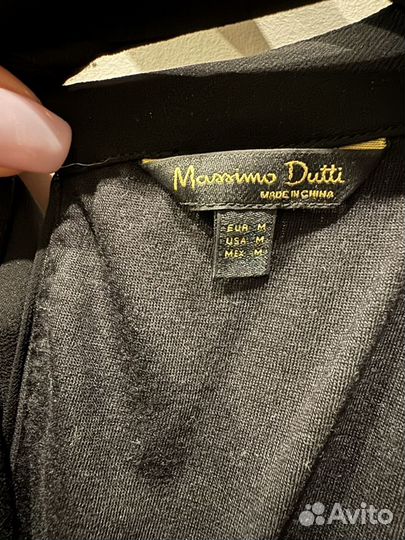 Massimo Dutti
MADE IN CHINA
EUR M
USA M
MEX M
Avito